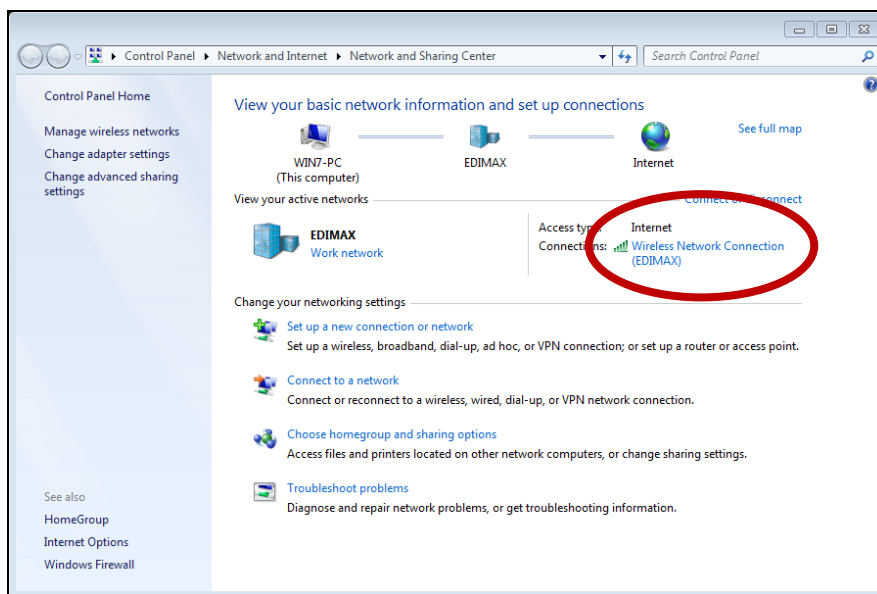 Control Panel ▸ Network and Internet ▸ Network and Sharing Center
Search Control Panel
Control Panel Home
Manage wireless networks
Change adapter settings
Change advanced sharing
settings
See also
HomeGroup
Internet Options
Windows Firewall
View your basic network information and set up connections
See full map
WIN7-PC
(This computer)
EDIMAX
Internet
View your active networks
Connect or disconnect
EDIMAX
Work network
Access type: Internet
Connections: Wireless Network Connection
(EDIMAX)
Change your networking settings
Set up a new connection or network
Set up a wireless, broadband, dial-up, ad hoc, or VPN connection; or set up a router or access point.
Connect to a network
Connect or reconnect to a wireless, wired, dial-up, or VPN network connection.
Choose homegroup and sharing options
Access files and printers located on other network computers, or change sharing settings.
Troubleshoot problems
Diagnose and repair network problems, or get troubleshooting information.